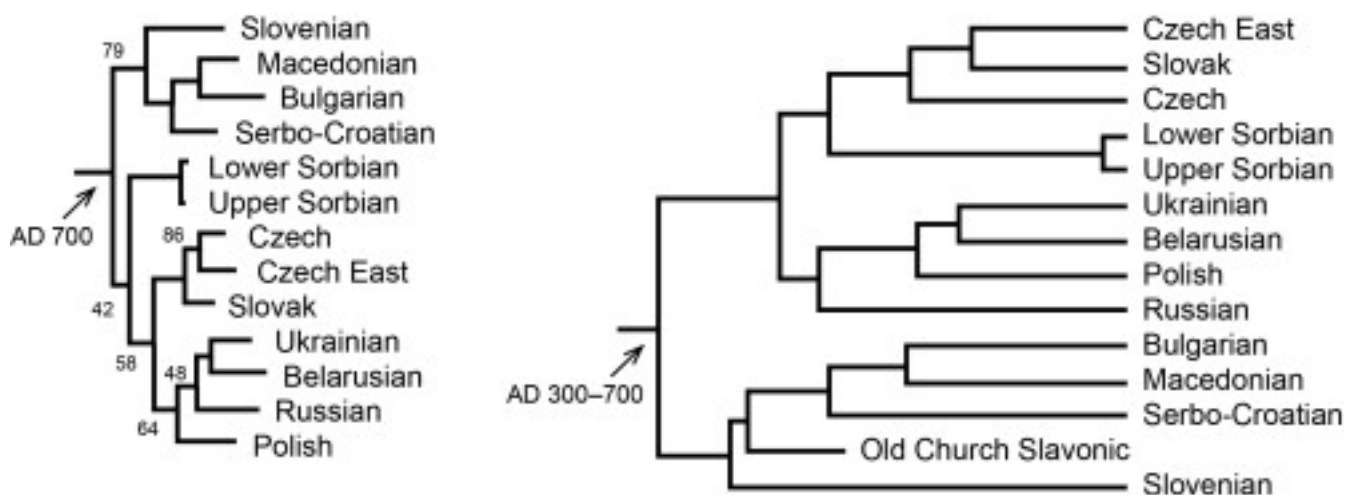 Slovenian
79
Macedonian
Bulgarian
Serbo-Croatian
Lower Sorbian
Upper Sorbian
AD 700
86
Czech
Czech East
Slovak
42
Ukrainian
58
48
Belarusian
Russian
64
Polish
Czech East
Slovak
Czech
Lower Sorbian
Upper Sorbian
Ukrainian
Belarusian
Polish
Russian
AD 300–700
Bulgarian
Macedonian
Serbo-Croatian
Old Church Slavonic
Slovenian